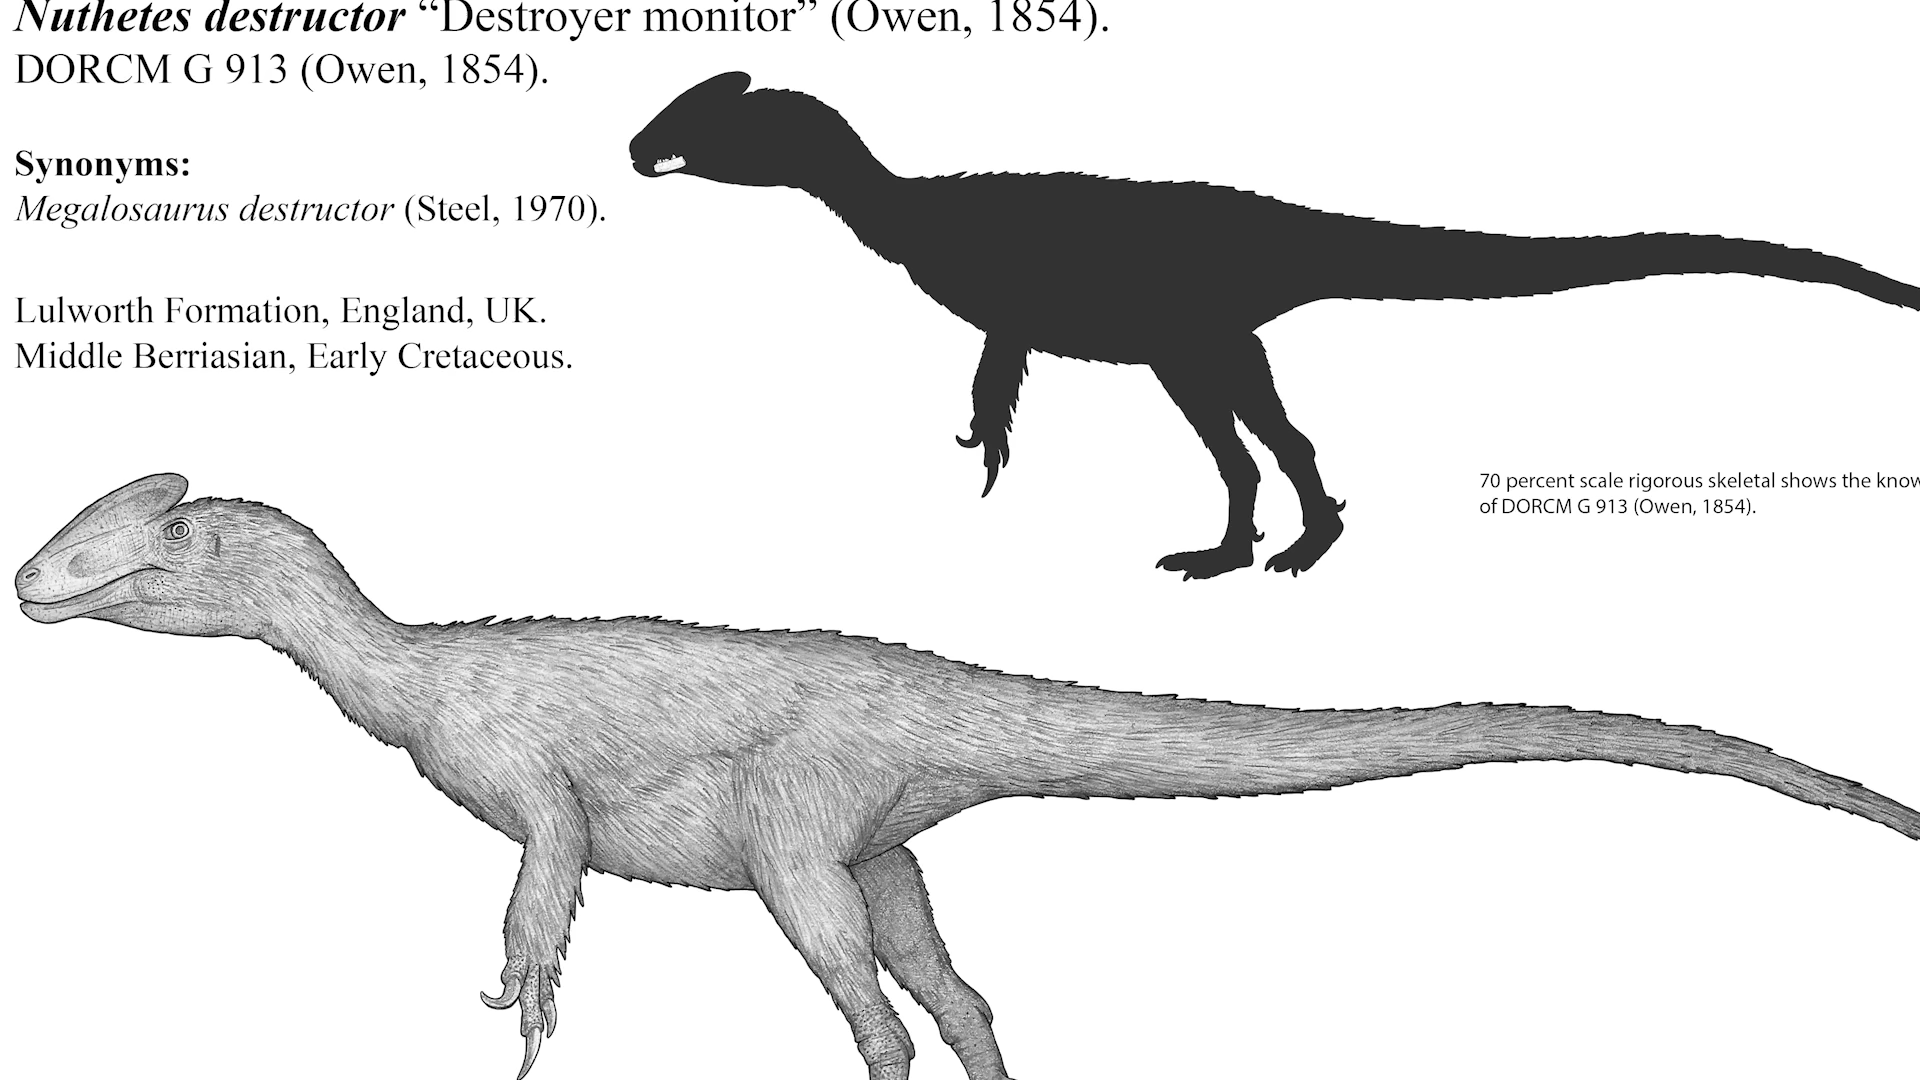 Nuthetes destructor “Destroyer monitor” (Owen, 1854).
DORCM G 913 (Owen, 1854).
Synonyms:
Megalosaurus destructor (Steel, 1970).
Lulworth Formation, England, UK.
Middle Berriasian, Early Cretaceous.
70 percent scale rigorous skeletal shows the know
of DORCM G 913 (Owen, 1854).